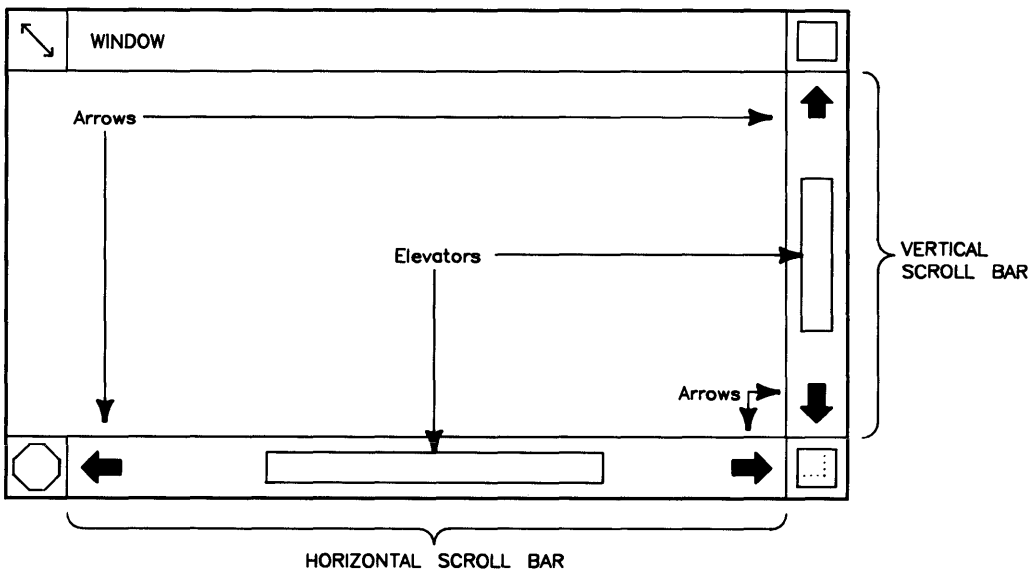 WINDOW
Arrows
Elevators
VERTICAL
SCROLL BAR
Arrows
HORIZONTAL SCROLL BAR